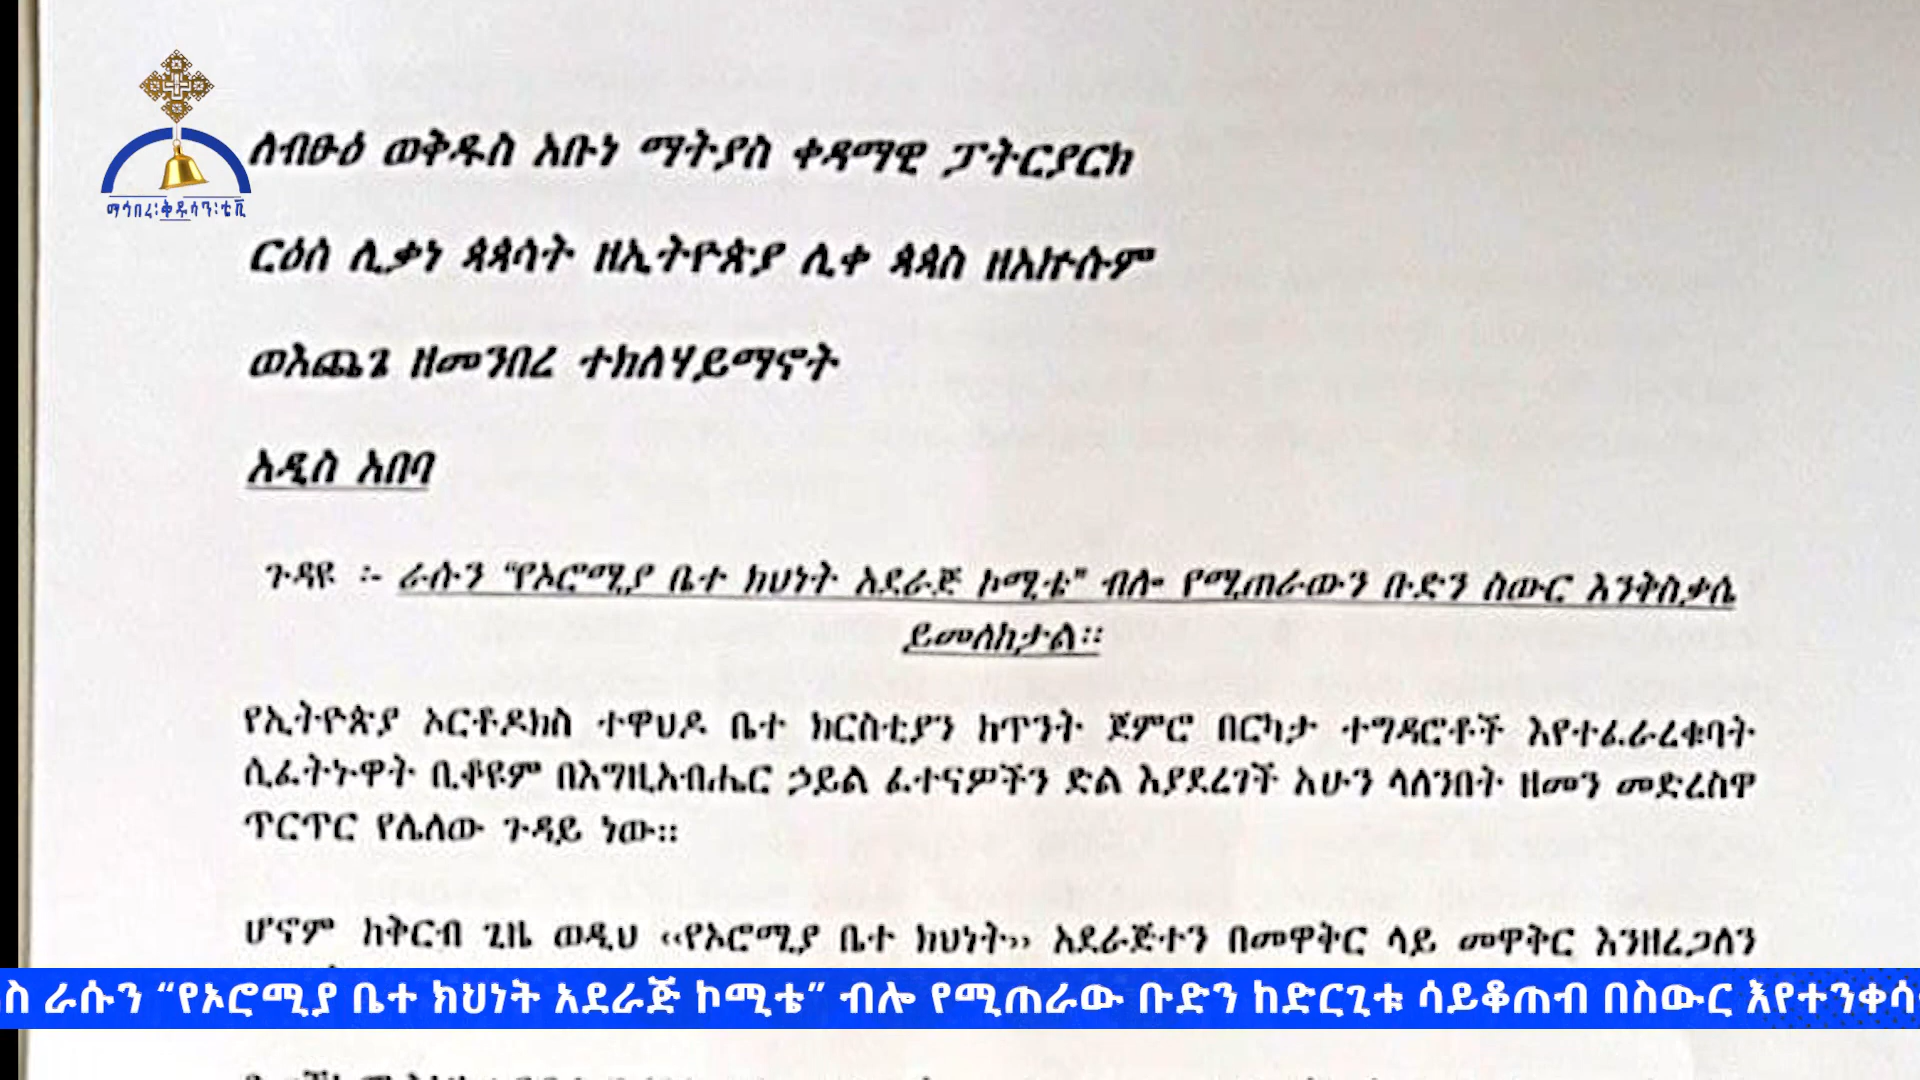 ማኅበረ፡ቅዱሳን፡ቴቪ
ለብፁዕ ወቅዱስ አቡነ ማትያስ ቀዳማዊ ፓትርያርክ
ርዕሰ ሊቃነ ጳጳሳት ዘኢትዮጵያ ሊቀ ጳጳስ ዘአኵሱም
ወእጨጌ ዘመንበረ ተክለሃይማኖት
አዲስ አበባ
ጉዳዩ ፡- ራሱን “የኦሮሚያ ቤተ ክህነት አደራጅ ኮሚቴ” ብሎ የሚጠራውን ቡድን ስውር እንቅስቃሴ
ይመለከታል፡፡
የኢትዮጵያ ኦርቶዶክስ ተዋህዶ ቤተ ክርስቲያን ከጥንት ጀምሮ በርካታ ተግዳሮቶች እየተፈራረቁባት
ሲፈትኑዋት ቢቆዩም በእግዚአብሔር ኃይል ፈተናዎችን ድል እያደረገች አሁን ላለንበት ዘመን መድረስዋ
ጥርጥር የሌለው ጉዳይ ነው፡፡
ሆኖም ከቅርብ ጊዜ ወዲህ ‹‹የኦሮሚያ ቤተ ክህነት›› አደራጅተን በመዋቅር ላይ መዋቅር እንዘረጋለን
ራሱን “የኦሮሚያ ቤተ ክህነት አደራጅ ኮሚቴ” ብሎ የሚጠራው ቡድን ከድርጊቱ ሳይቆጠብ በስውር